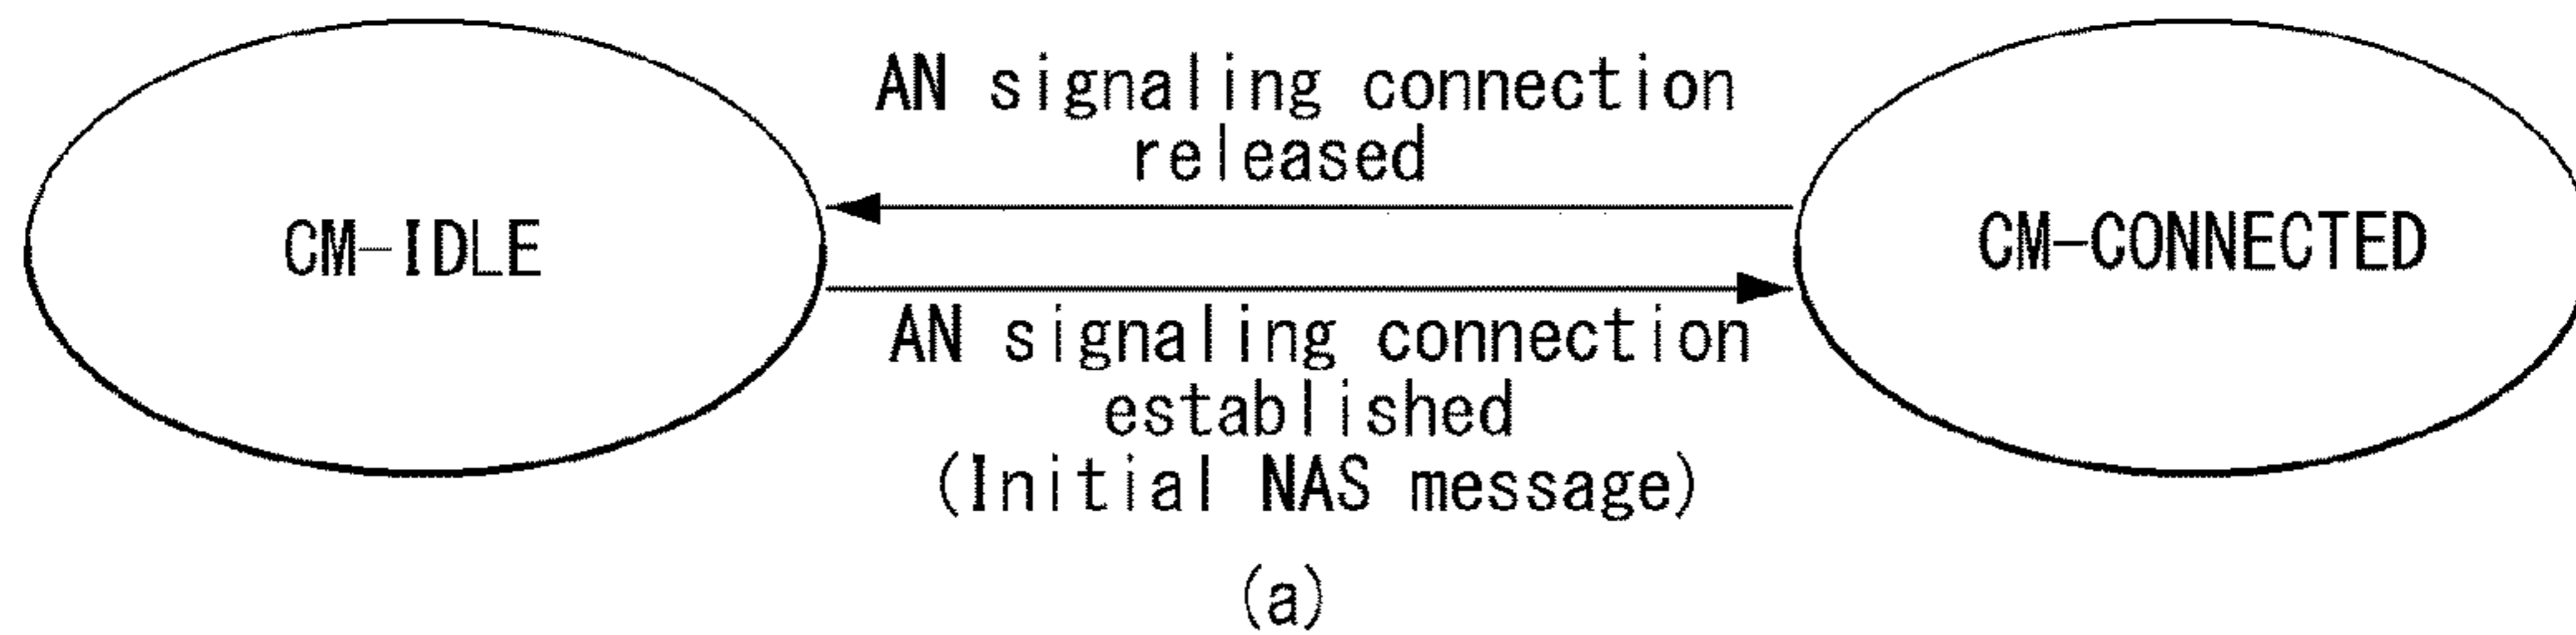 AN signaling connection
released
CM-IDLE
CM-CONNECTED
AN signaling connection
established
(Initial NAS message)
(a)